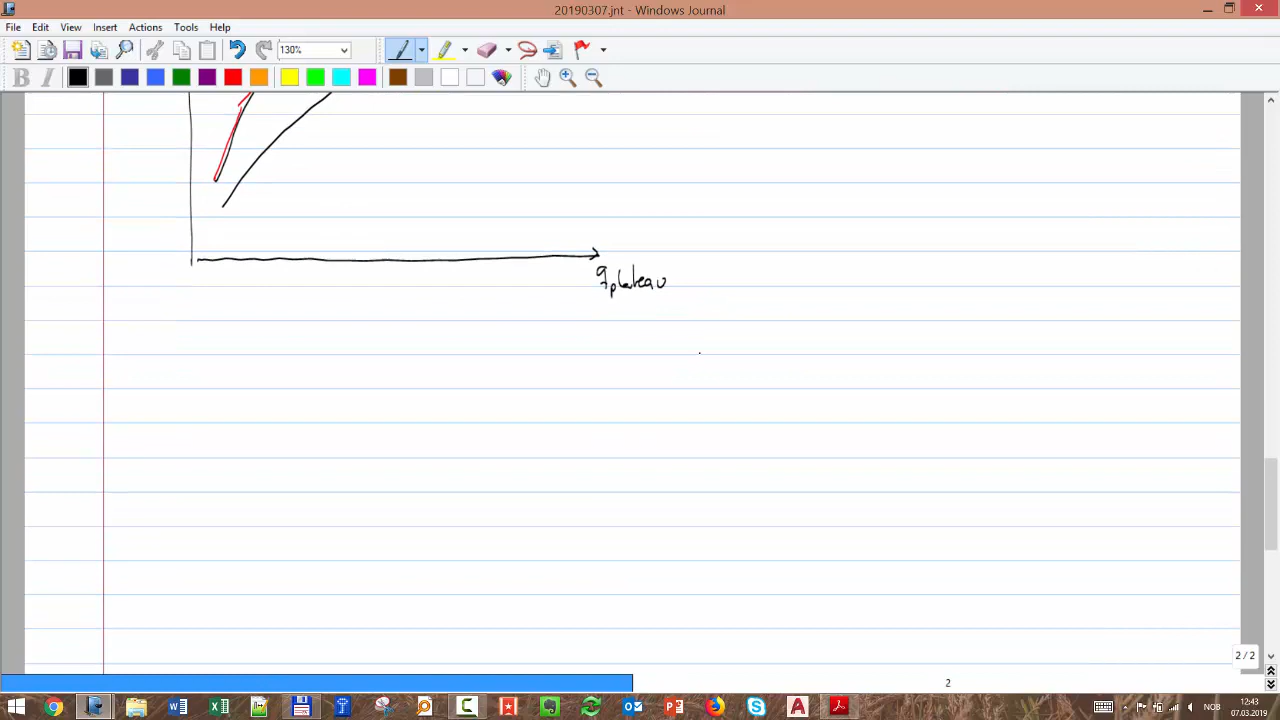 20190307.jnt - Windows Journal
File Edit View Insert Actions Tools Help
130%
B I
q plateau
2 / 2
2
NOB
12:43
07.03.2019